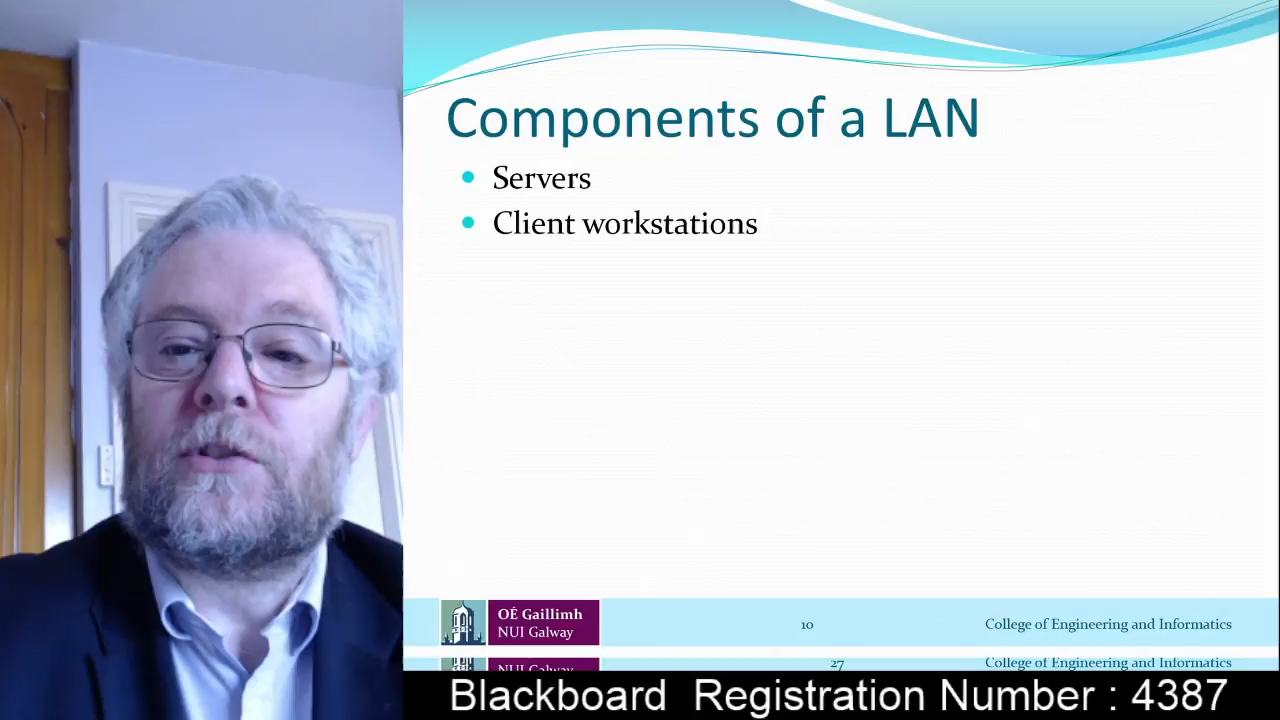 Components of a LAN
Servers
Client workstations
OÉ Gaillimh
NUI Galway
10
College of Engineering and Informatics
NUI Galway
27
College of Engineering and Informatics
Blackboard Registration Number : 4387